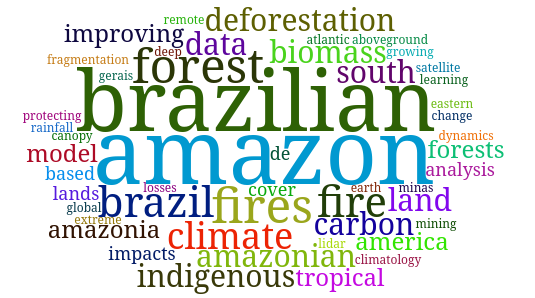 remote deforestation
improving data atlantic aboveground
deep biomass growing
fragmentation forest south satellite
gerais learning
brazilian eastern
protecting change
rainfall amazon dynamics
canopy de forests
model analysis
based losses cover earth minas
lands brazil fires fire land
global carbon mining
extreme climate america
amazonia lidar
impacts amazonian climatology
indigenous tropical